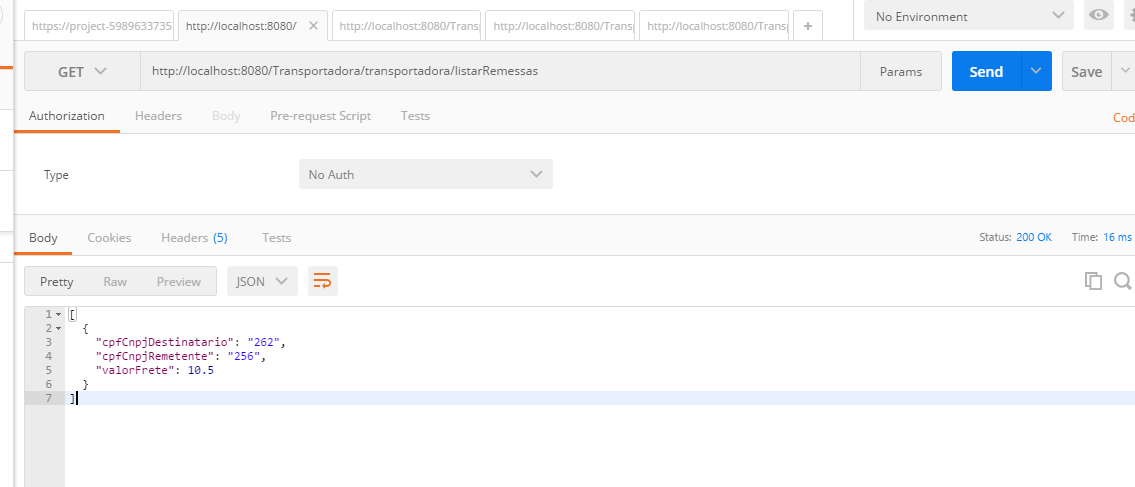 https://project-5989633735
http://localhost:8080/
http://localhost:8080/Transp
http://localhost:8080/Transp
http://localhost:8080/Transp
+
No Environment
GET
http://localhost:8080/Transportadora/transportadora/listarRemessas
Params
Send
Save
Authorization
Headers
Body
Pre-request Script
Tests
Cod
Type
No Auth
Body
Cookies
Headers (5)
Tests
Status: 200 OK
Time: 16 ms
Pretty
Raw
Preview
JSON
1 [
2 {
3 "cpfCnpjDestinatario": "262",
4 "cpfCnpjRemetente": "256",
5 "valorFrete": 10.5
6 }
7 ]